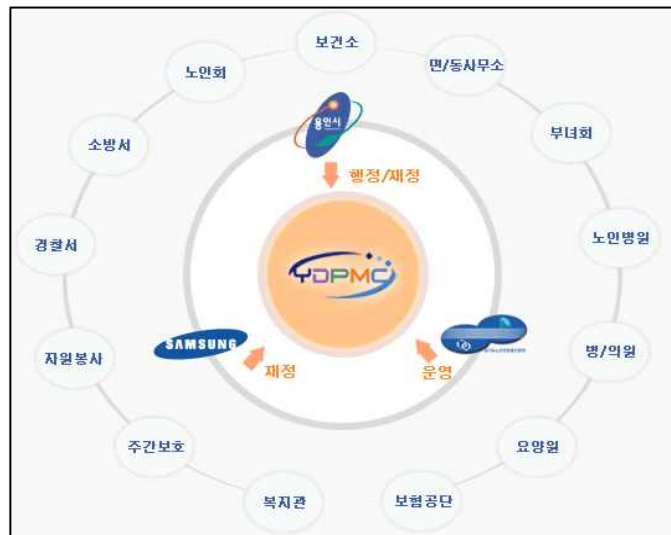 보건소
노인회
면/동사무소
소방서
부녀회
용인시
행정/재정
경찰서
노인병원
YDPMC
SAMSUNG
재정
운영
자원봉사
병/의원
주간보호
요양원
복지관
보험공단